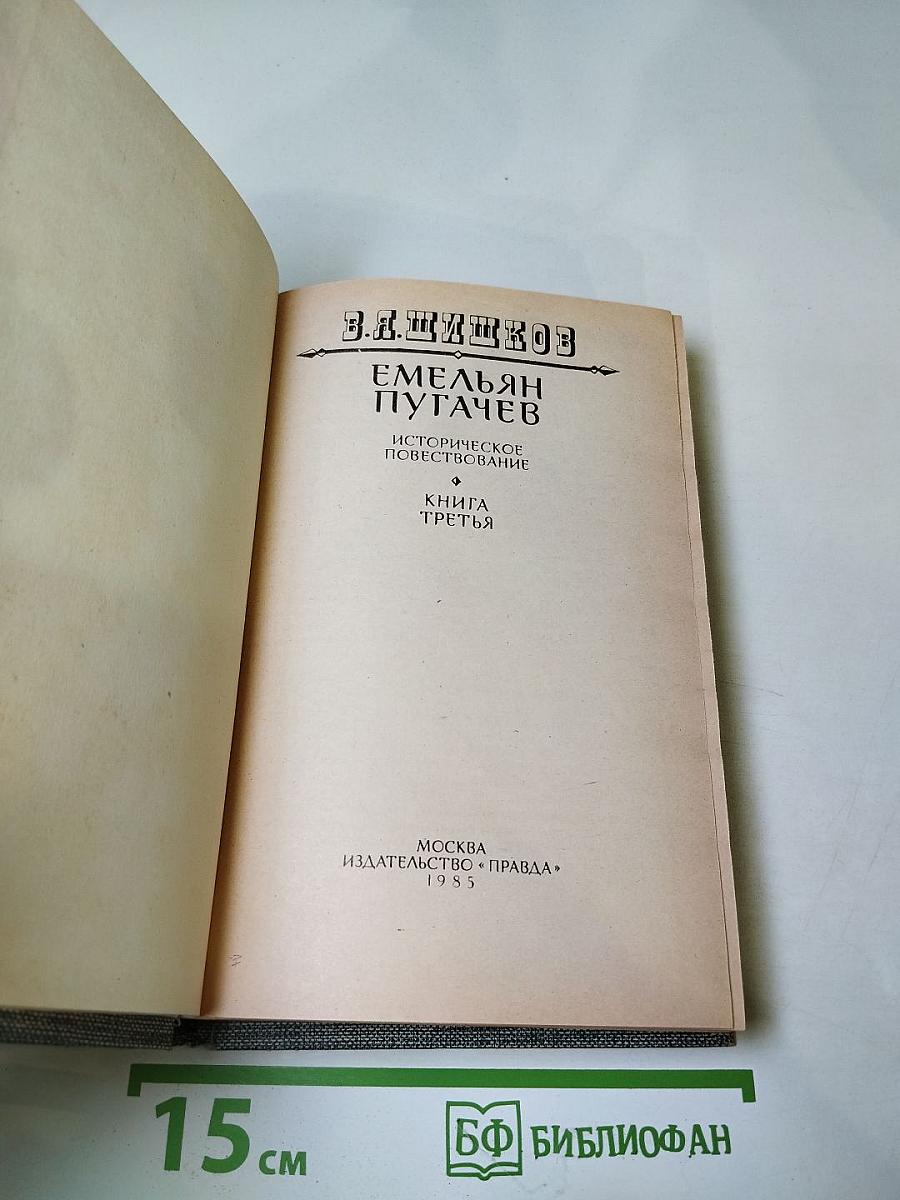 В.Я.ШИШКОВ
ЕМЕЛЬЯН
ПУГАЧЕВ
ИСТОРИЧЕСКОЕ
ПОВЕСТВОВАНИЕ
КНИГА
ТРЕТЬЯ
МОСКВА
ИЗДАТЕЛЬСТВО «ПРАВДА»
1985
15 см
БФ БИБЛИОФАН